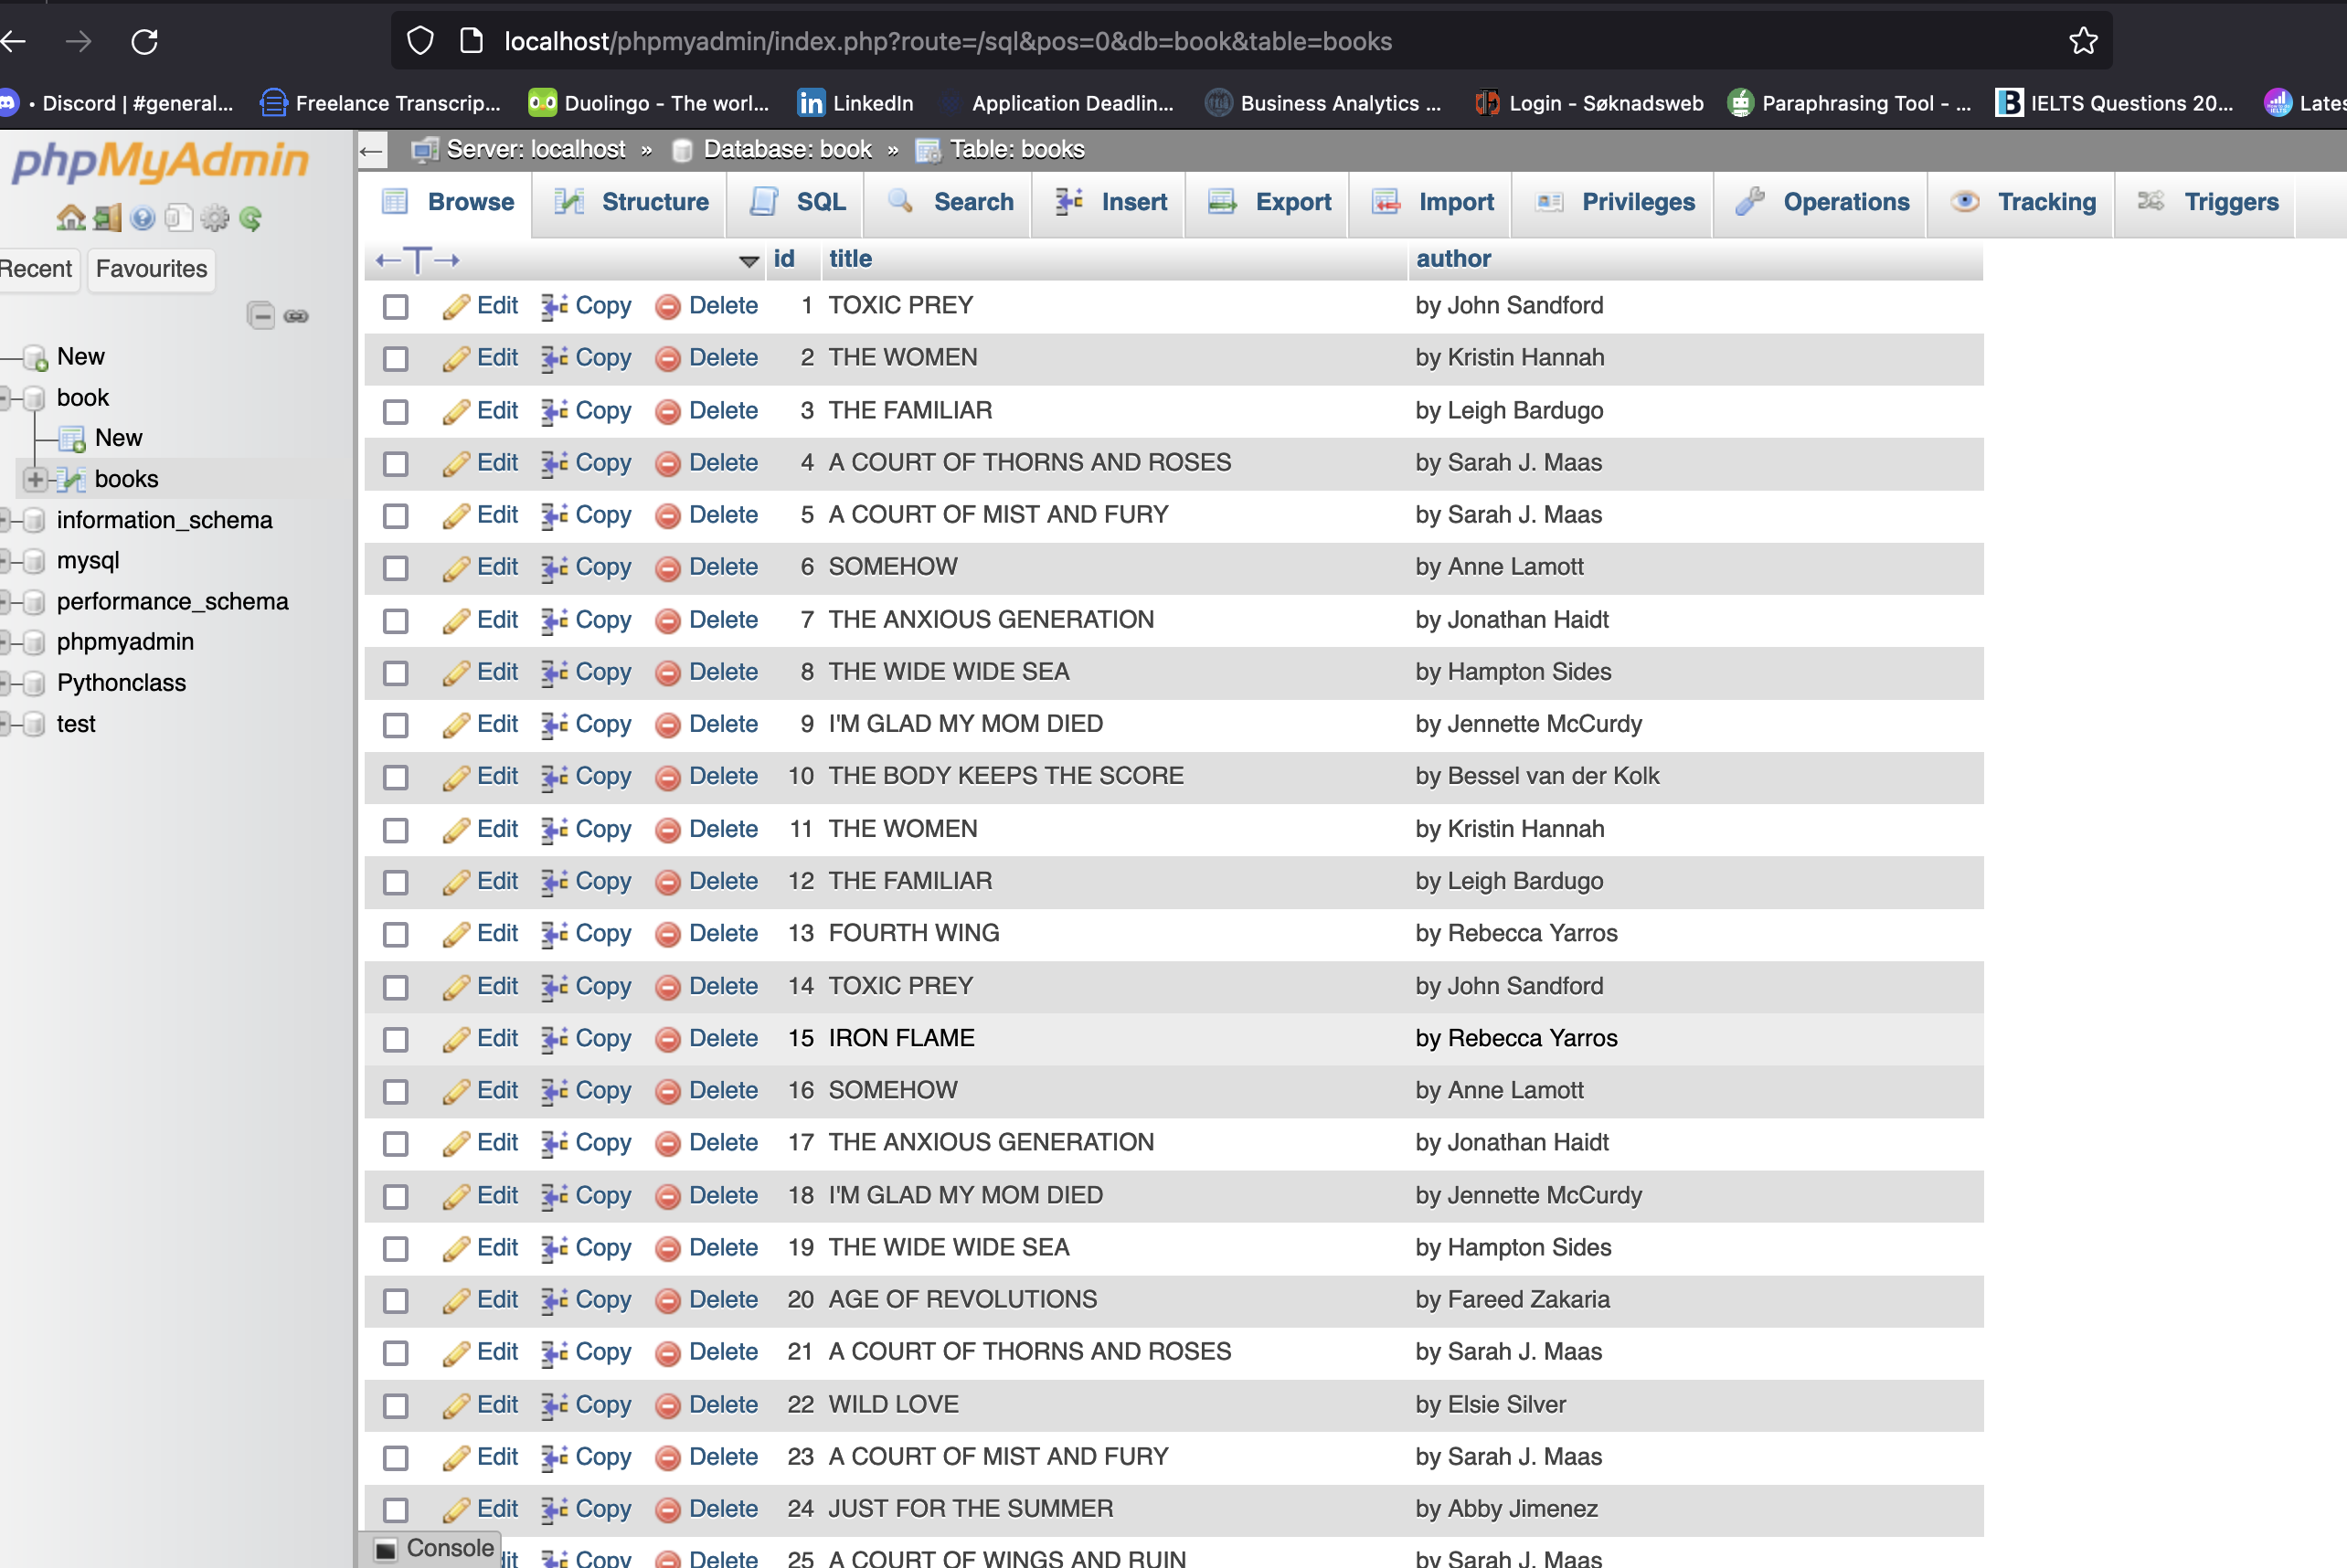 localhost/phpmyadmin/index.php?route=/sql&pos=0&db=book&table=books
• Discord | #general... Freelance Transcrip... Duolingo - The worl... LinkedIn Application Deadlin... Business Analytics ... Login - Søknadsweb Paraphrasing Tool - ... IELTS Questions 20... Lates
phpMyAdmin
Recent Favourites
New
book
New
books
information_schema
mysql
performance_schema
phpmyadmin
Pythonclass
test
Server: localhost » Database: book » Table: books
Browse Structure SQL Search Insert Export Import Privileges Operations Tracking Triggers
id title author
Edit Copy Delete 1 TOXIC PREY by John Sandford
Edit Copy Delete 2 THE WOMEN by Kristin Hannah
Edit Copy Delete 3 THE FAMILIAR by Leigh Bardugo
Edit Copy Delete 4 A COURT OF THORNS AND ROSES by Sarah J. Maas
Edit Copy Delete 5 A COURT OF MIST AND FURY by Sarah J. Maas
Edit Copy Delete 6 SOMEHOW by Anne Lamott
Edit Copy Delete 7 THE ANXIOUS GENERATION by Jonathan Haidt
Edit Copy Delete 8 THE WIDE WIDE SEA by Hampton Sides
Edit Copy Delete 9 I'M GLAD MY MOM DIED by Jennette McCurdy
Edit Copy Delete 10 THE BODY KEEPS THE SCORE by Bessel van der Kolk
Edit Copy Delete 11 THE WOMEN by Kristin Hannah
Edit Copy Delete 12 THE FAMILIAR by Leigh Bardugo
Edit Copy Delete 13 FOURTH WING by Rebecca Yarros
Edit Copy Delete 14 TOXIC PREY by John Sandford
Edit Copy Delete 15 IRON FLAME by Rebecca Yarros
Edit Copy Delete 16 SOMEHOW by Anne Lamott
Edit Copy Delete 17 THE ANXIOUS GENERATION by Jonathan Haidt
Edit Copy Delete 18 I'M GLAD MY MOM DIED by Jennette McCurdy
Edit Copy Delete 19 THE WIDE WIDE SEA by Hampton Sides
Edit Copy Delete 20 AGE OF REVOLUTIONS by Fareed Zakaria
Edit Copy Delete 21 A COURT OF THORNS AND ROSES by Sarah J. Maas
Edit Copy Delete 22 WILD LOVE by Elsie Silver
Edit Copy Delete 23 A COURT OF MIST AND FURY by Sarah J. Maas
Edit Copy Delete 24 JUST FOR THE SUMMER by Abby Jimenez
Console
dit Copy Delete 25 A COURT OF WINGS AND RUIN by Sarah J. Maas